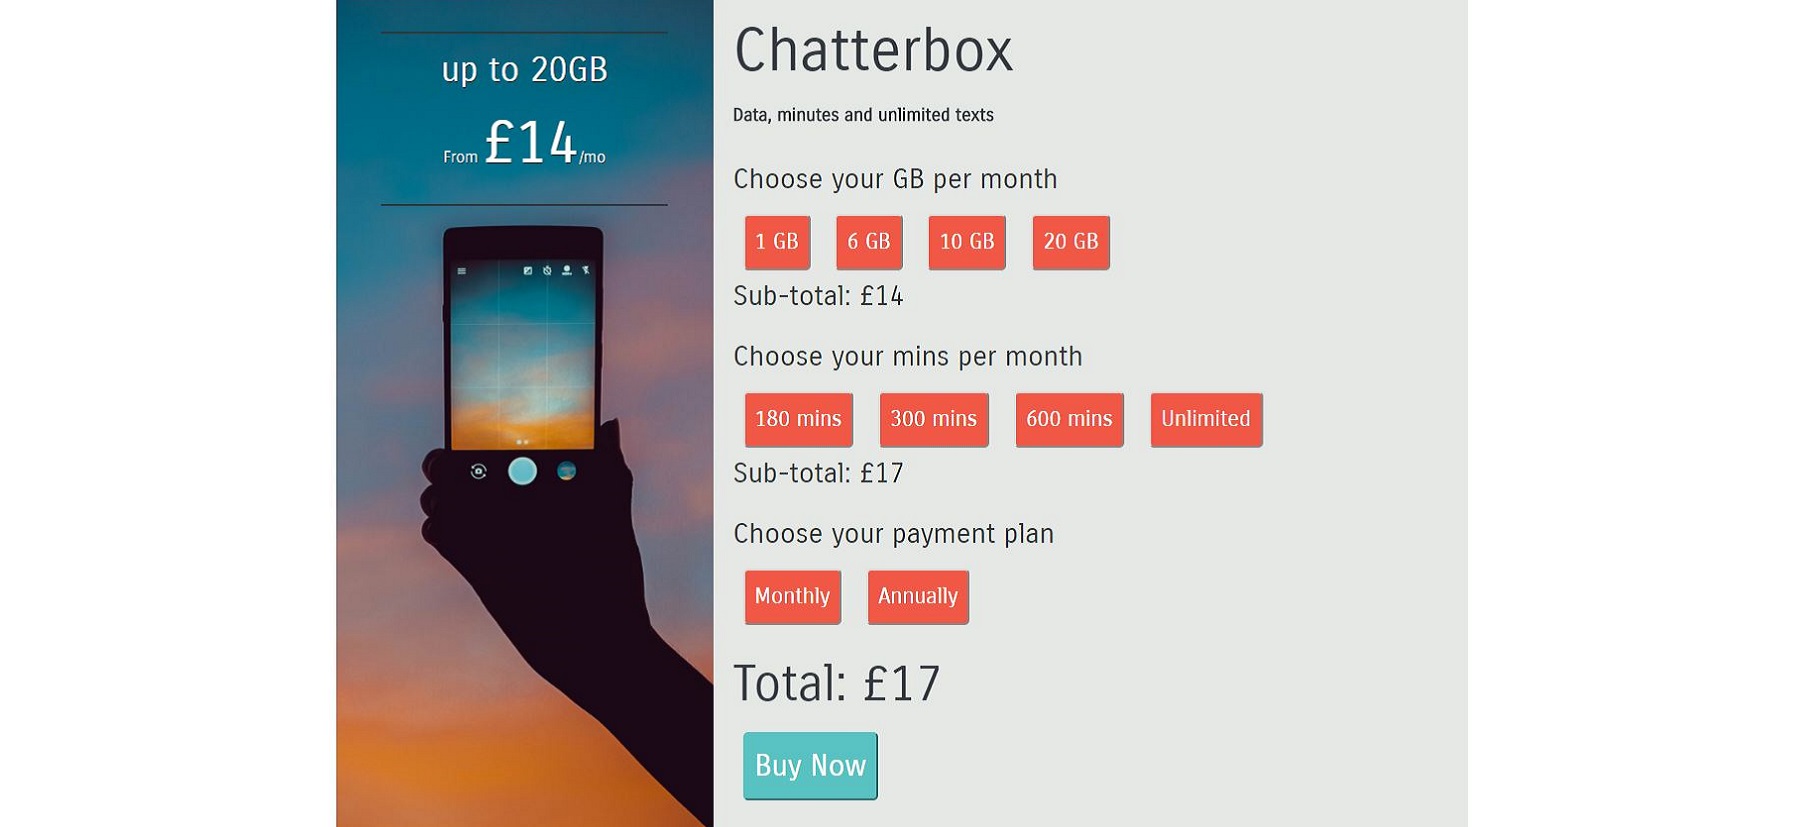 up to 20GB
From £14/mo
Chatterbox
Data, minutes and unlimited texts
Choose your GB per month
1 GB 6 GB 10 GB 20 GB
Sub-total: £14
Choose your mins per month
180 mins 300 mins 600 mins Unlimited
Sub-total: £17
Choose your payment plan
Monthly Annually
Total: £17
Buy Now